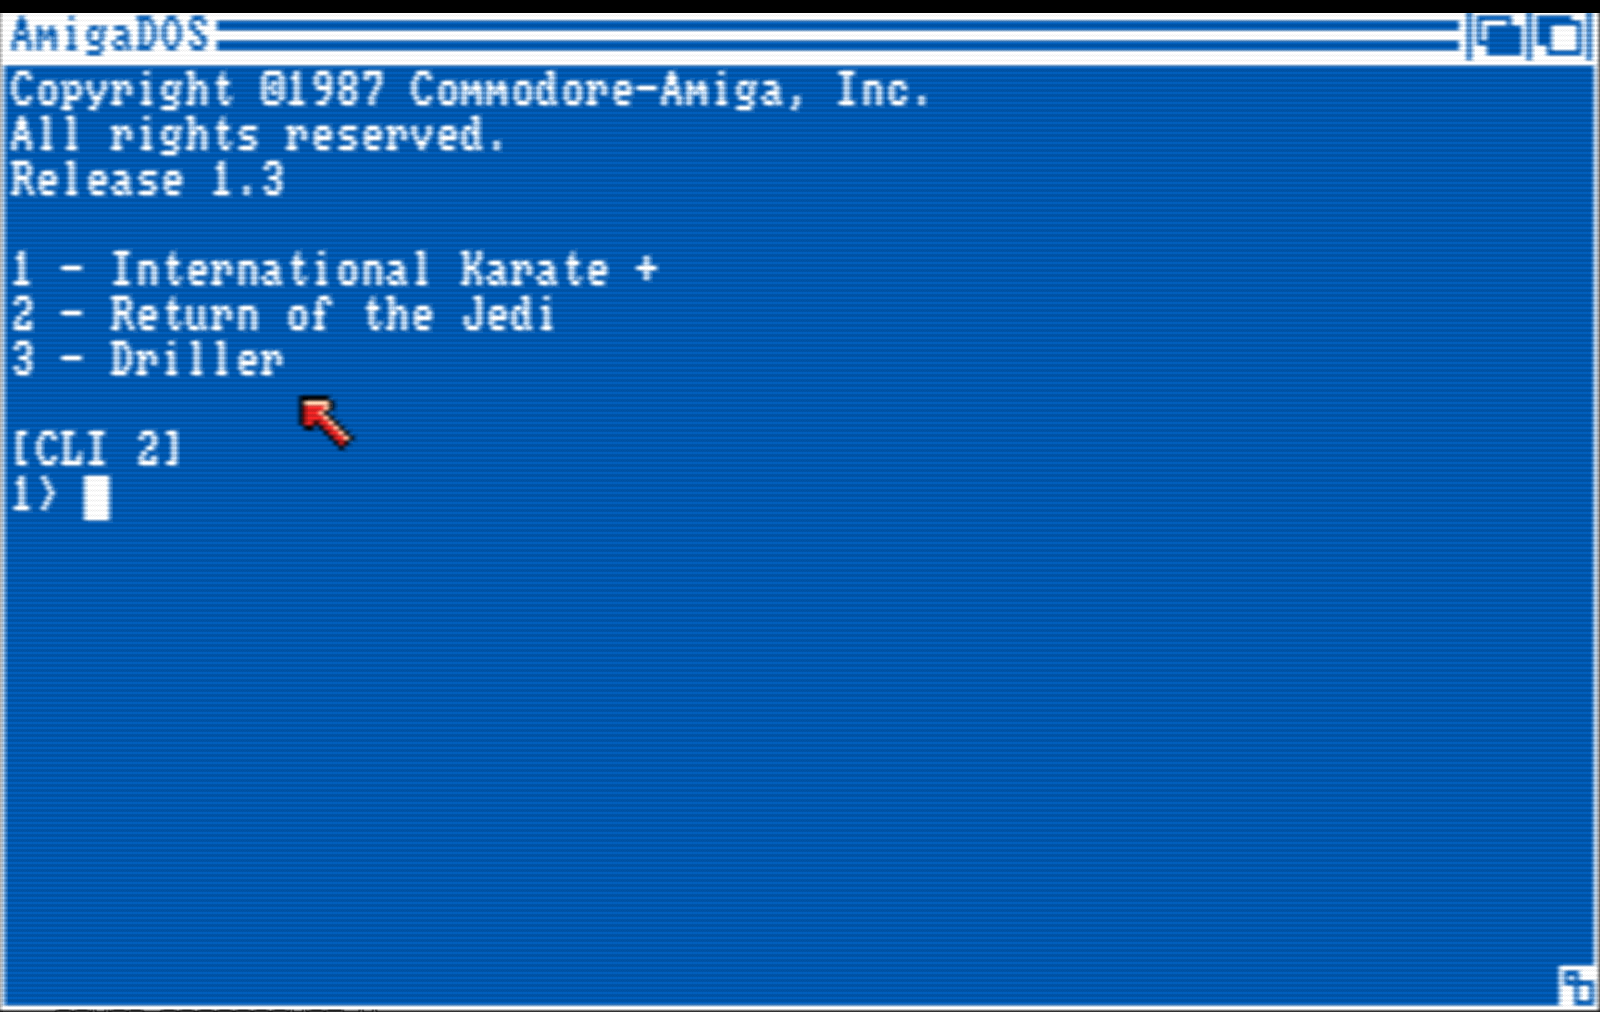 AmigaDOS
Copyright ©1987 Commodore-Amiga, Inc.
All rights reserved.
Release 1.3
1 - International Karate +
2 - Return of the Jedi
3 - Driller
[CLI 2]
1>